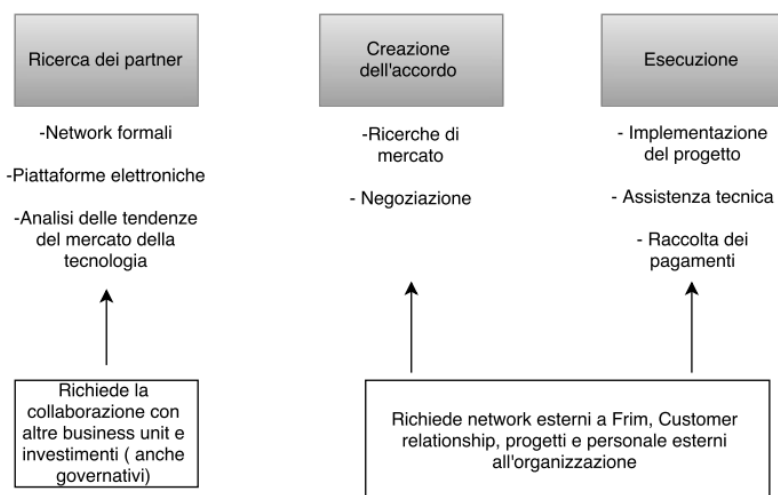 Ricerca dei partner
Creazione
dell'accordo
Esecuzione
-Network formali
-Piattaforme elettroniche
-Analisi delle tendenze
del mercato della
tecnologia
-Ricerche di
mercato
- Negoziazione
- Implementazione
del progetto
- Assistenza tecnica
- Raccolta dei
pagamenti
Richiede la
collaborazione con
altre business unit e
investimenti ( anche
governativi)
Richiede network esterni a Frim, Customer
relationship, progetti e personale esterni
all'organizzazione